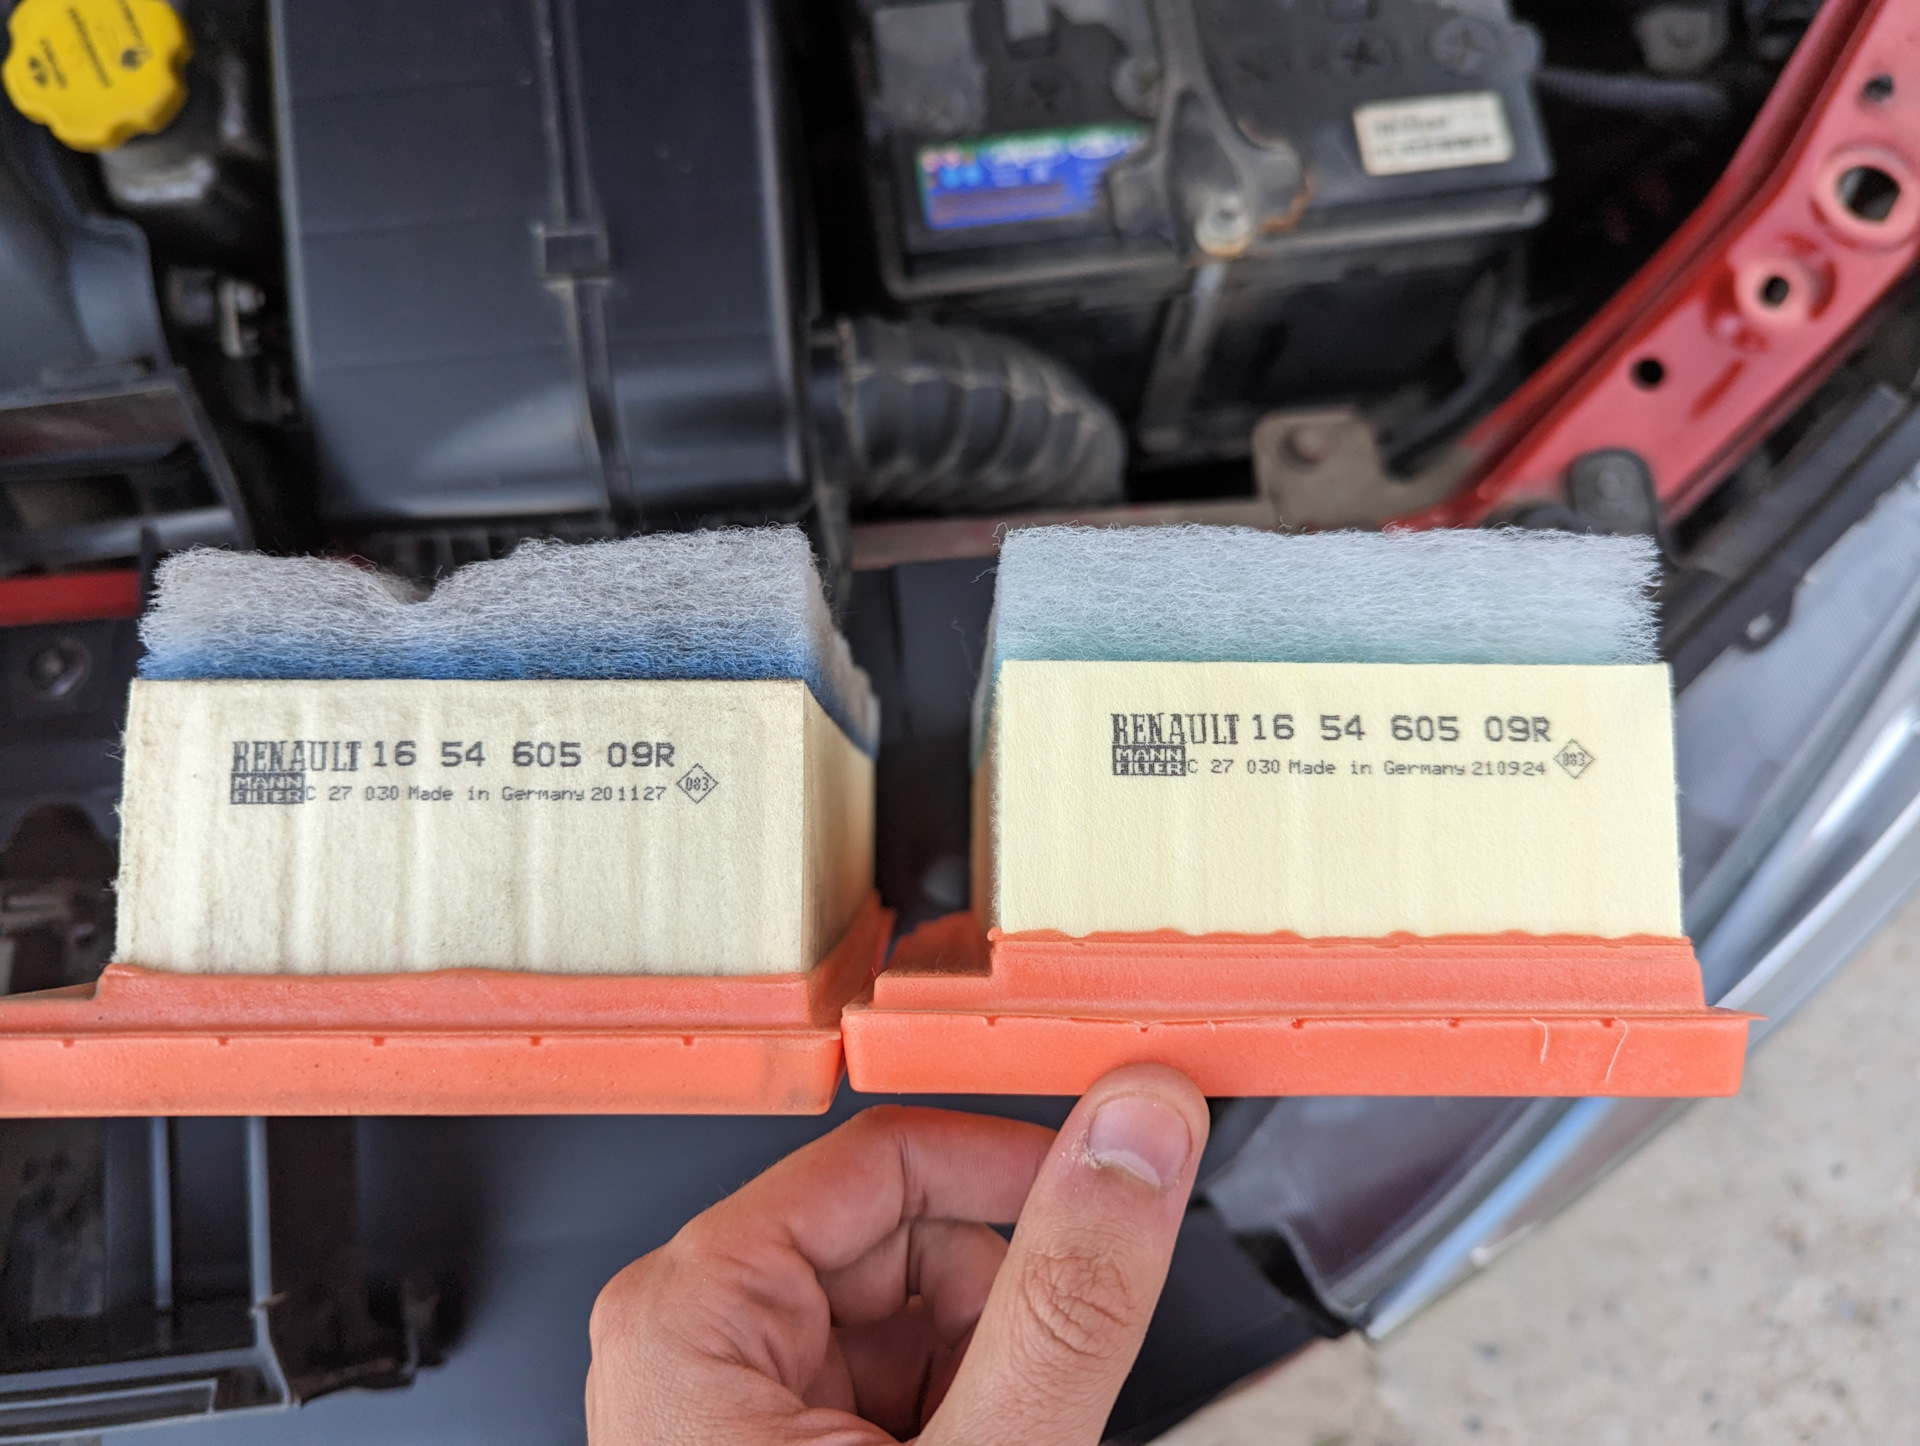 RENAULT 16 54 605 09R
MANN FILTER C 27 030 Made in Germany 201127 083
RENAULT 16 54 605 09R
MANN FILTER C 27 030 Made in Germany 210924 083